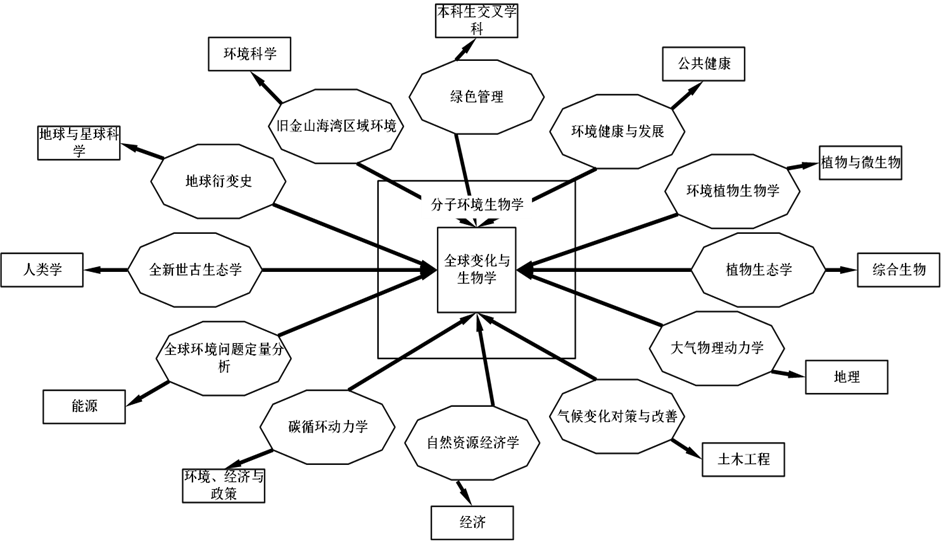 本科生交叉学
科
环境科学
公共健康
绿色管理
旧金山海湾区域环境
环境健康与发展
地球与星球科
学
植物与微生物
地球衍变史
环境植物生物学
分子环境生物学
人类学
全新世古生态学
全球变化与
生物学
植物生态学
综合生物
全球环境问题定量分
析
大气物理动力学
地理
能源
碳循环动力学
自然资源经济学
气候变化对策与改善
土木工程
环境、经济与
政策
经济